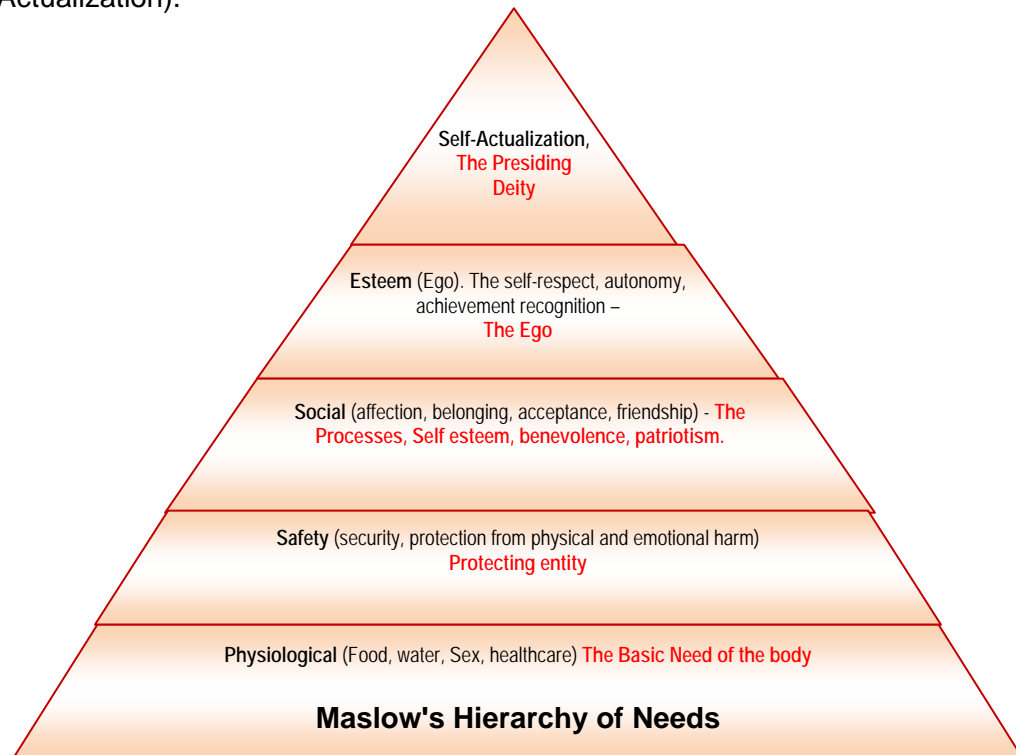 Actualization).
Self-Actualization,
The Presiding
Deity
Esteem (Ego). The self-respect, autonomy,
achievement recognition –
The Ego
Social (affection, belonging, acceptance, friendship) - The
Processes, Self esteem, benevolence, patriotism.
Safety (security, protection from physical and emotional harm)
Protecting entity
Physiological (Food, water, Sex, healthcare) The Basic Need of the body
Maslow's Hierarchy of Needs